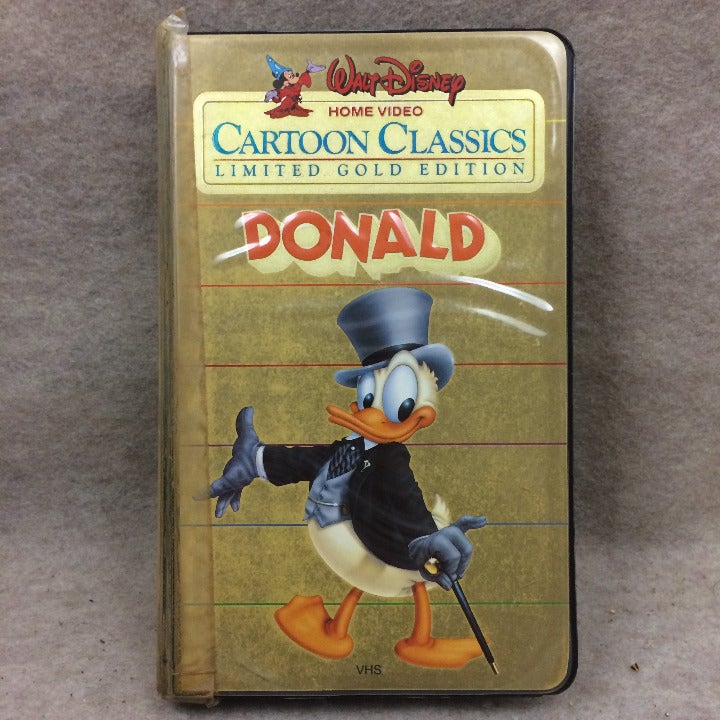 WALT DISNEY
HOME VIDEO
CARTOON CLASSICS
LIMITED GOLD EDITION
DONALD
VHS